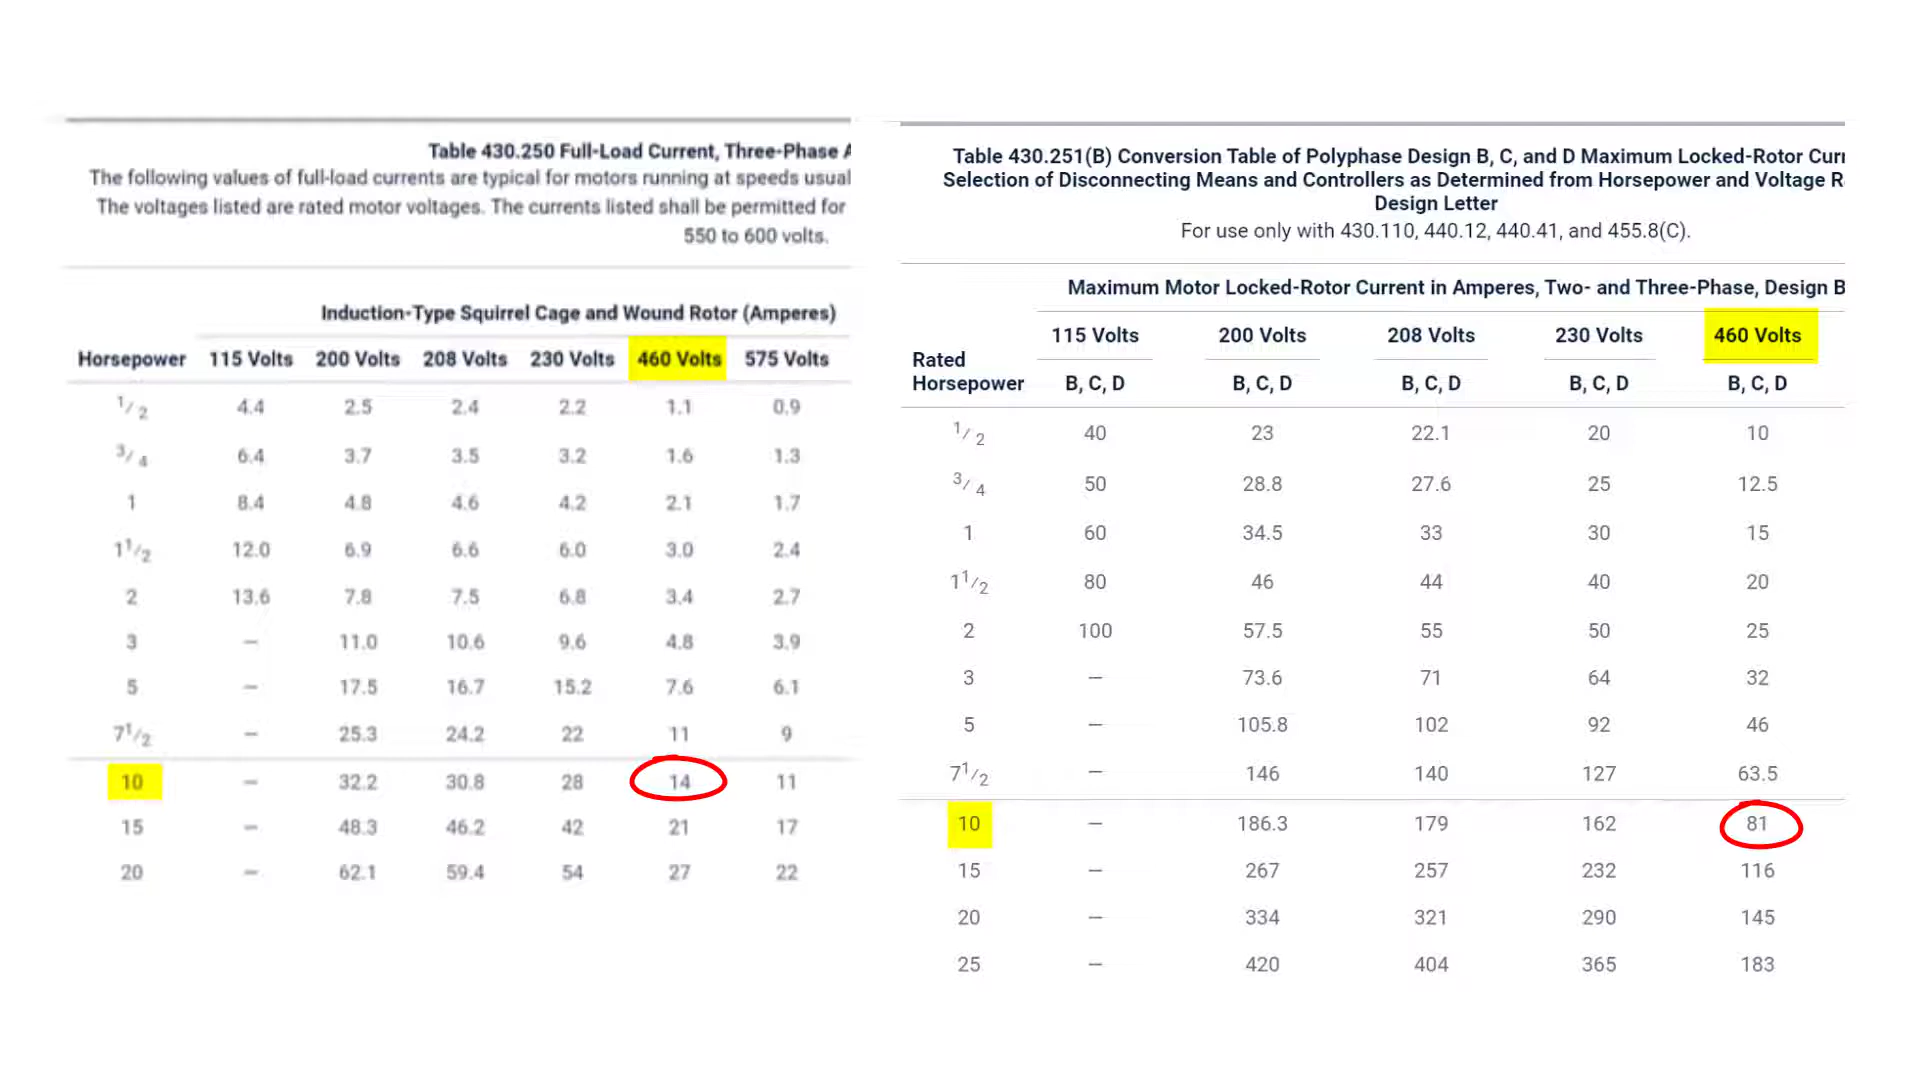 Table 430.250 Full-Load Current, Three-Phase A
The following values of full-load currents are typical for motors running at speeds usual
The voltages listed are rated motor voltages. The currents listed shall be permitted for
550 to 600 volts.
Induction-Type Squirrel Cage and Wound Rotor (Amperes)
Horsepower 115 Volts 200 Volts 208 Volts 230 Volts 460 Volts 575 Volts
1/2 4.4 2.5 2.4 2.2 1.1 0.9
3/4 6.4 3.7 3.5 3.2 1.6 1.3
1 8.4 4.8 4.6 4.2 2.1 1.7
1 1/2 12.0 6.9 6.6 6.0 3.0 2.4
2 13.6 7.8 7.5 6.8 3.4 2.7
3 — 11.0 10.6 9.6 4.8 3.9
5 — 17.5 16.7 15.2 7.6 6.1
7 1/2 — 25.3 24.2 22 11 9
10 — 32.2 30.8 28 14 11
15 — 48.3 46.2 42 21 17
20 — 62.1 59.4 54 27 22
Table 430.251(B) Conversion Table of Polyphase Design B, C, and D Maximum Locked-Rotor Curr
Selection of Disconnecting Means and Controllers as Determined from Horsepower and Voltage R
Design Letter
For use only with 430.110, 440.12, 440.41, and 455.8(C).
Maximum Motor Locked-Rotor Current in Amperes, Two- and Three-Phase, Design B
115 Volts 200 Volts 208 Volts 230 Volts 460 Volts
Rated
Horsepower B, C, D B, C, D B, C, D B, C, D B, C, D
1/2 40 23 22.1 20 10
3/4 50 28.8 27.6 25 12.5
1 60 34.5 33 30 15
1 1/2 80 46 44 40 20
2 100 57.5 55 50 25
3 — 73.6 71 64 32
5 — 105.8 102 92 46
7 1/2 — 146 140 127 63.5
10 — 186.3 179 162 81
15 — 267 257 232 116
20 — 334 321 290 145
25 — 420 404 365 183